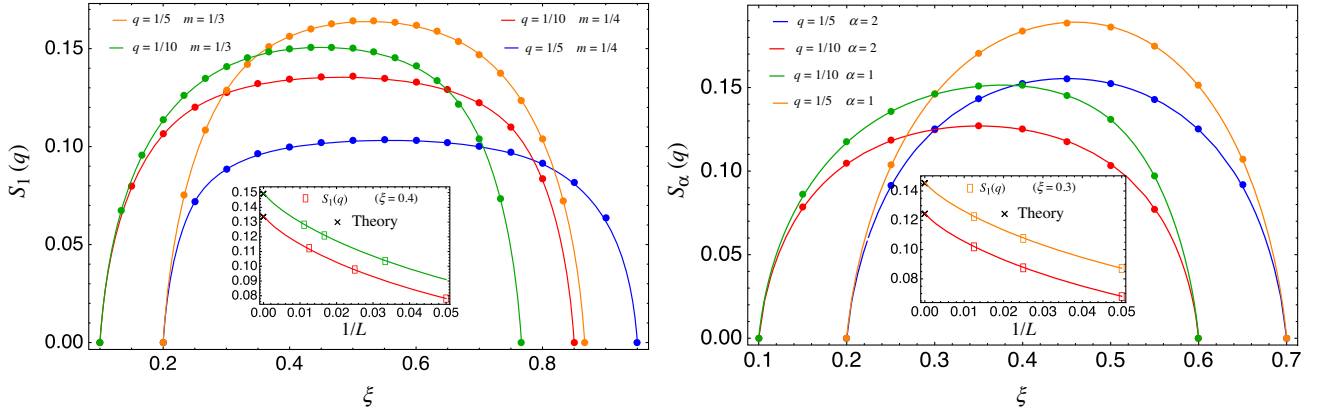 q = 1/5 m = 1/3
q = 1/10 m = 1/4
q = 1/10 m = 1/3
q = 1/5 m = 1/4
S₁(q)
0.15
0.10
0.05
0.00
0.2
0.4
0.6
0.8
ξ
0.15
0.14
0.13
0.12
0.11
0.10
0.09
0.08
S₁(q) (ξ = 0.4)
Theory
0.00
0.01
0.02
0.03
0.04
0.05
1/L
q = 1/5 α = 2
q = 1/10 α = 2
q = 1/10 α = 1
q = 1/5 α = 1
Sα(q)
0.15
0.10
0.05
0.00
0.1
0.2
0.3
0.4
0.5
0.6
0.7
ξ
0.14
0.12
0.10
0.08
S₁(q) (ξ = 0.3)
Theory
0.00
0.01
0.02
0.03
0.04
0.05
1/L